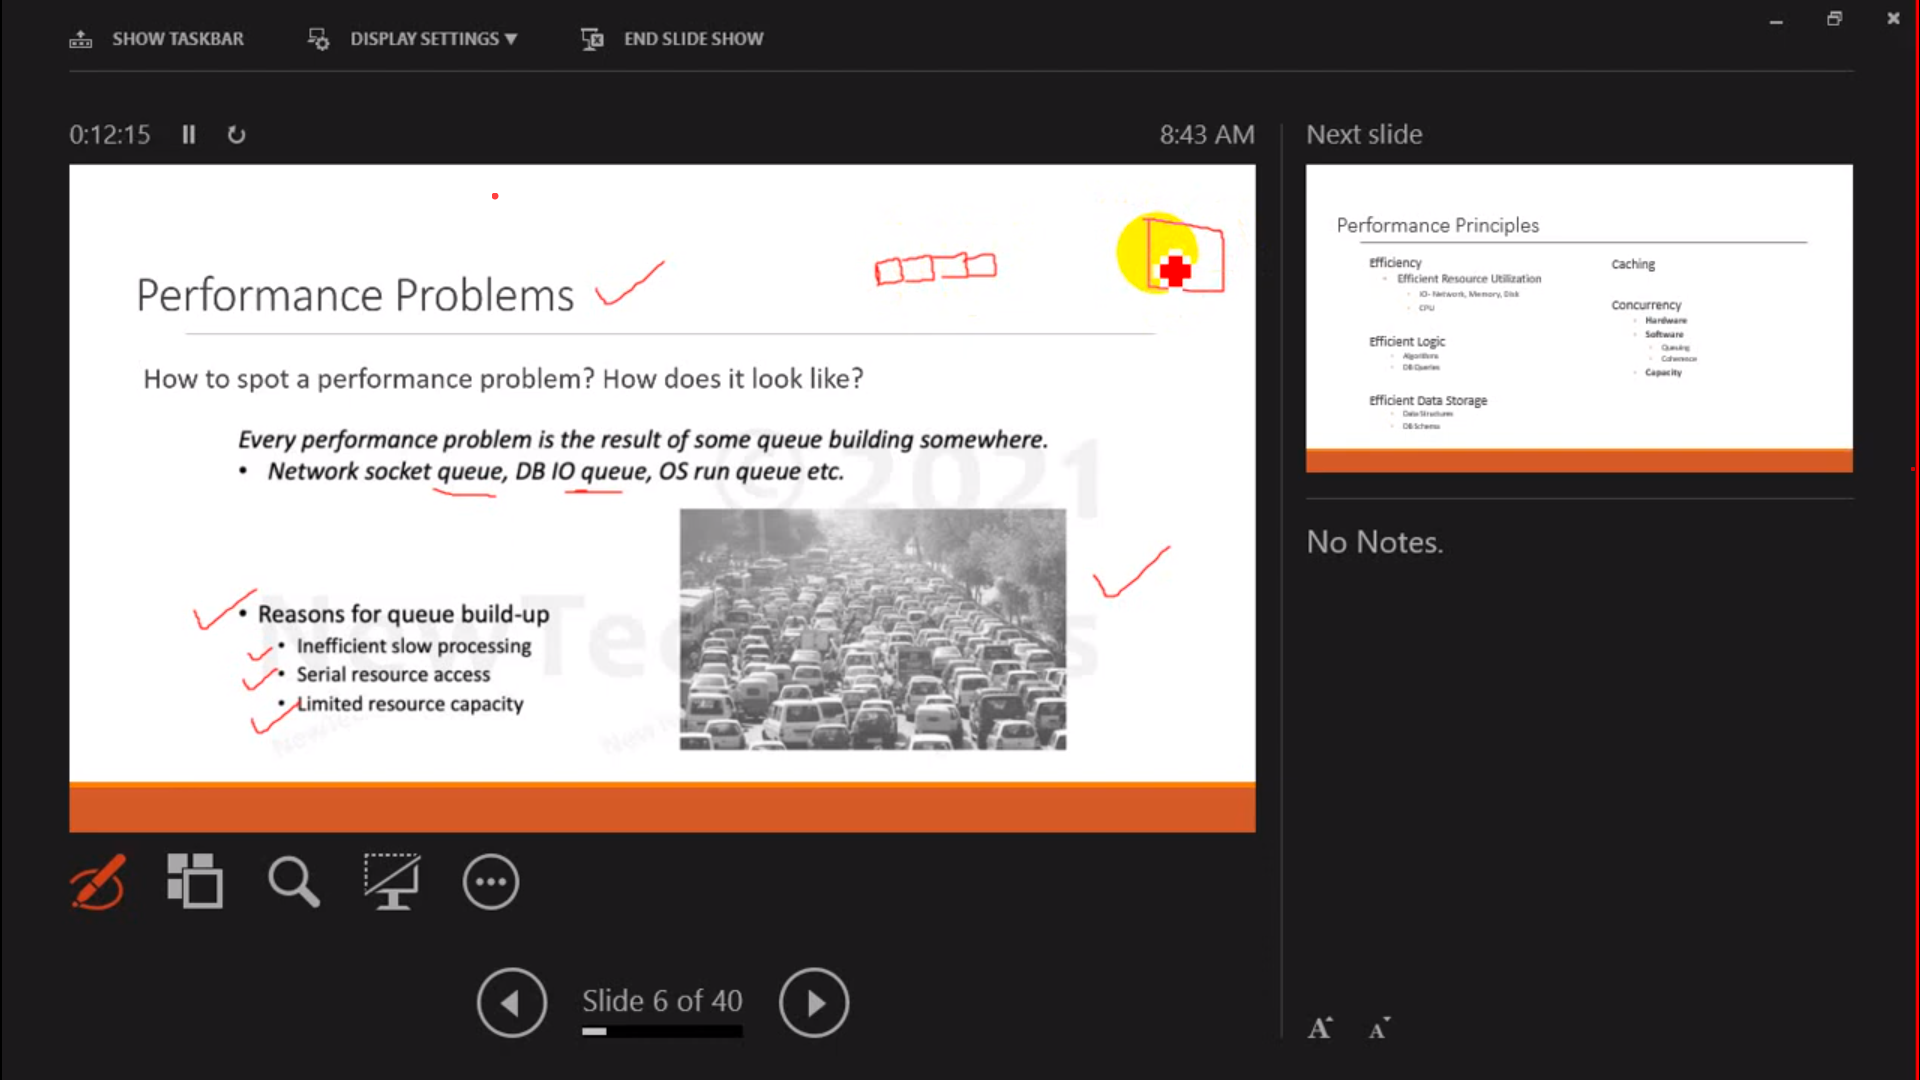 SHOW TASKBAR
DISPLAY SETTINGS ▼
END SLIDE SHOW
0:12:15
8:43 AM
Performance Problems
How to spot a performance problem? How does it look like?
Every performance problem is the result of some queue building somewhere.
• Network socket queue, DB IO queue, OS run queue etc.
© 2021
• Reasons for queue build-up
• Inefficient slow processing
• Serial resource access
• Limited resource capacity
Slide 6 of 40
Next slide
Performance Principles
Efficiency
◦ Efficient Resource Utilization
◦ IO- Network, Memory, Disk
◦ CPU
Efficient Logic
◦ Algorithms
◦ DB Queries
Efficient Data Storage
◦ Data Structures
◦ DB Schema
Caching
Concurrency
◦ Hardware
◦ Software
◦ Queuing
◦ Coherence
◦ Capacity
No Notes.
A A